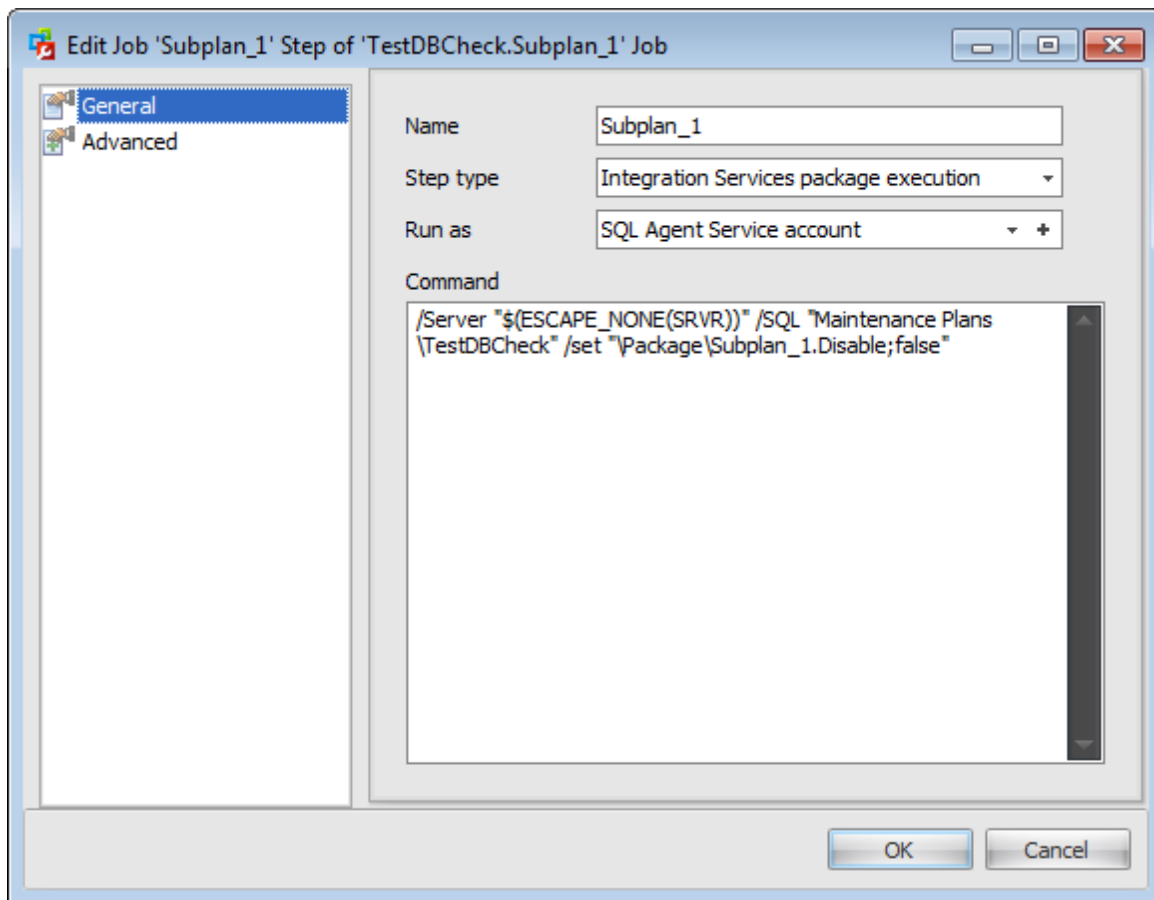 Edit Job 'Subplan_1' Step of 'TestDBCheck.Subplan_1' Job
General
Advanced
Name
Subplan_1
Step type
Integration Services package execution
Run as
SQL Agent Service account
Command
/Server "$(ESCAPE_NONE(SRVR))" /SQL "Maintenance Plans
\TestDBCheck" /set "\Package\Subplan_1.Disable;false"
OK
Cancel